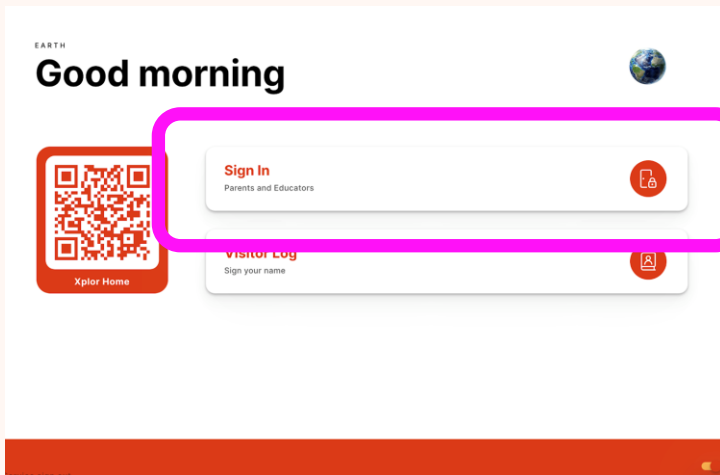 EARTH
Good morning
Sign In
Parents and Educators
Visitor Log
Sign your name
Xplor Home